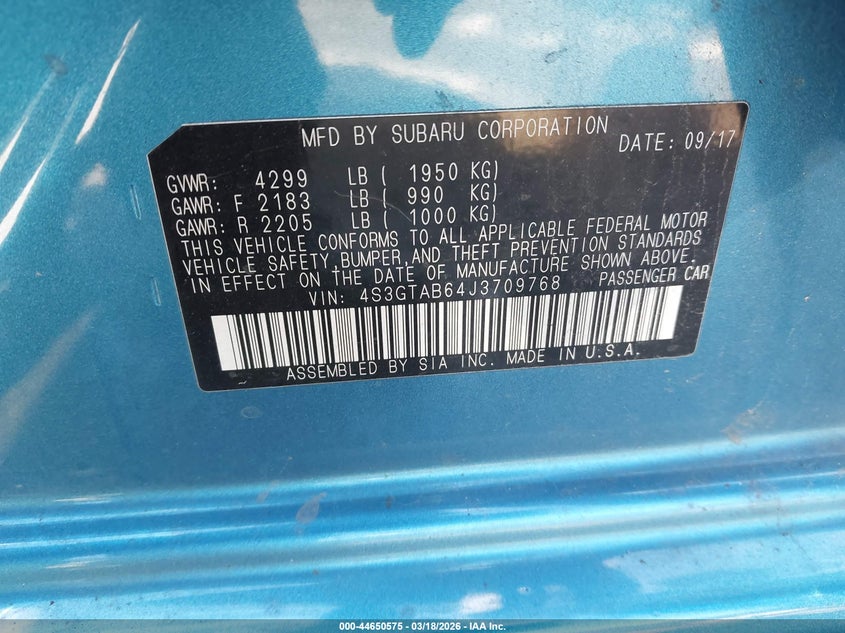 MFD BY SUBARU CORPORATION DATE: 09/17
GVWR: 4299 LB ( 1950 KG)
GAWR: F 2183 LB ( 990 KG)
GAWR: R 2205 LB ( 1000 KG)
THIS VEHICLE CONFORMS TO ALL APPLICABLE FEDERAL MOTOR
VEHICLE SAFETY,BUMPER,AND THEFT PREVENTION STANDARDS
IN EFFECT ON THE DATE OF MANUFACTURE SHOWN ABOVE.
VIN: 4S3GTAB64J3709768 PASSENGER CAR
ASSEMBLED BY SIA INC. MADE IN U.S.A.
000-44650575 - 03/18/2026 - IAA Inc.